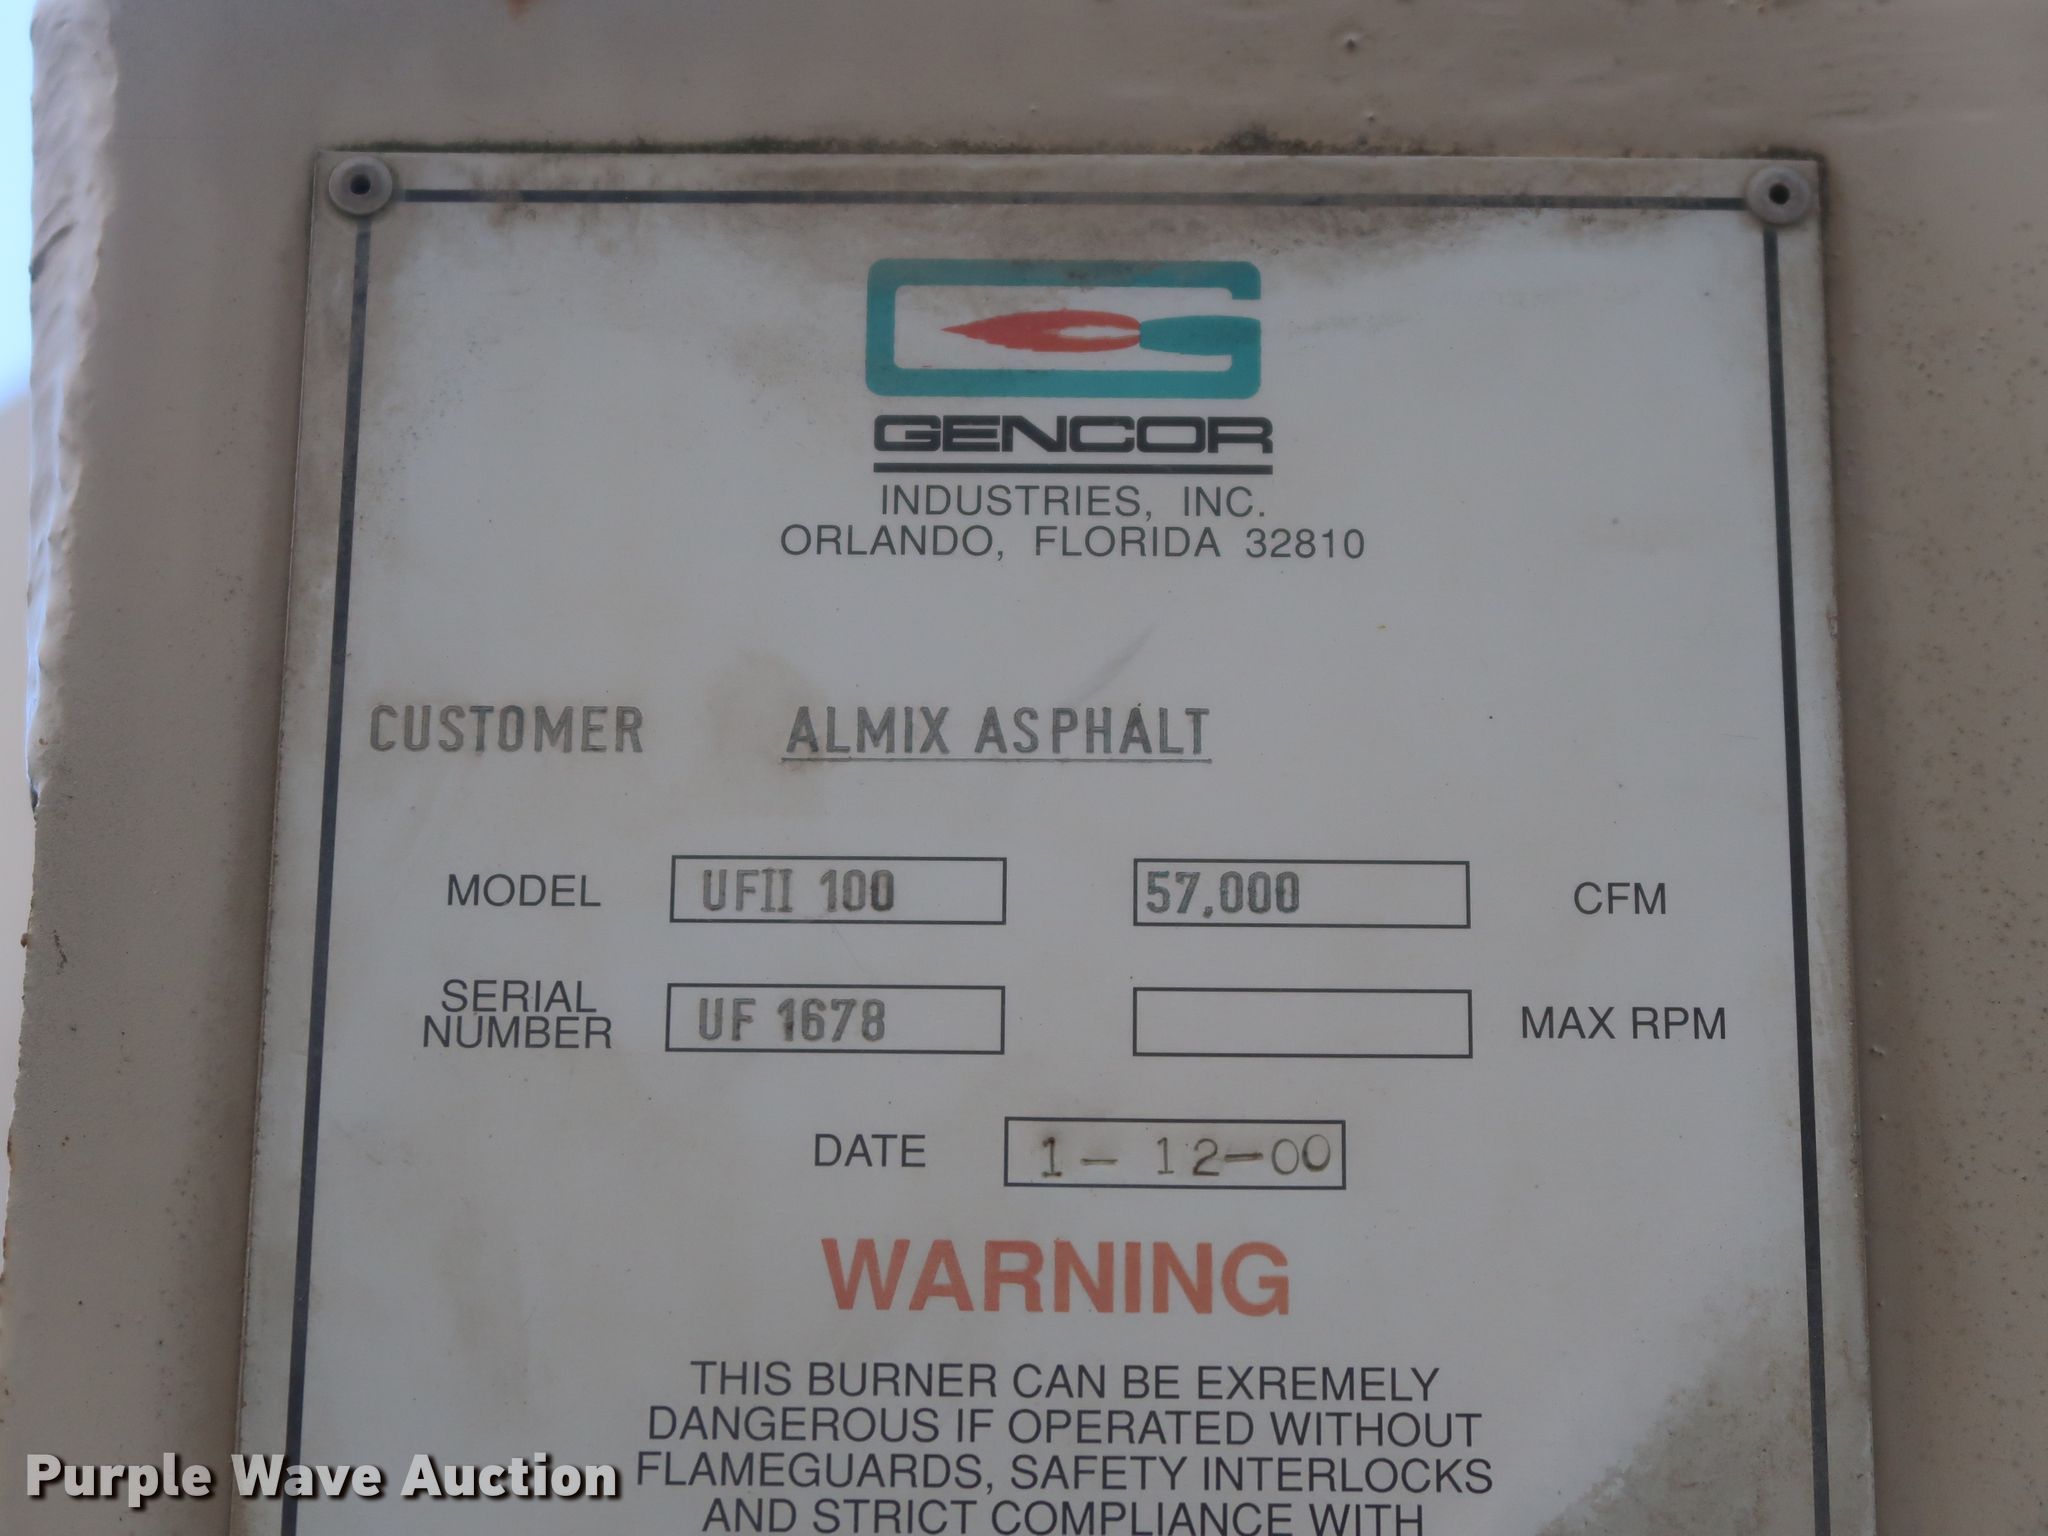 GENCOR
INDUSTRIES, INC.
ORLANDO, FLORIDA 32810
CUSTOMER ALMIX ASPHALT
MODEL UFII 100 57,000 CFM
SERIAL NUMBER UF 1678 MAX RPM
DATE 1-12-00
WARNING
THIS BURNER CAN BE EXREMELY
DANGEROUS IF OPERATED WITHOUT
FLAMEGUARDS, SAFETY INTERLOCKS
AND STRICT COMPLIANCE WITH
Purple Wave Auction